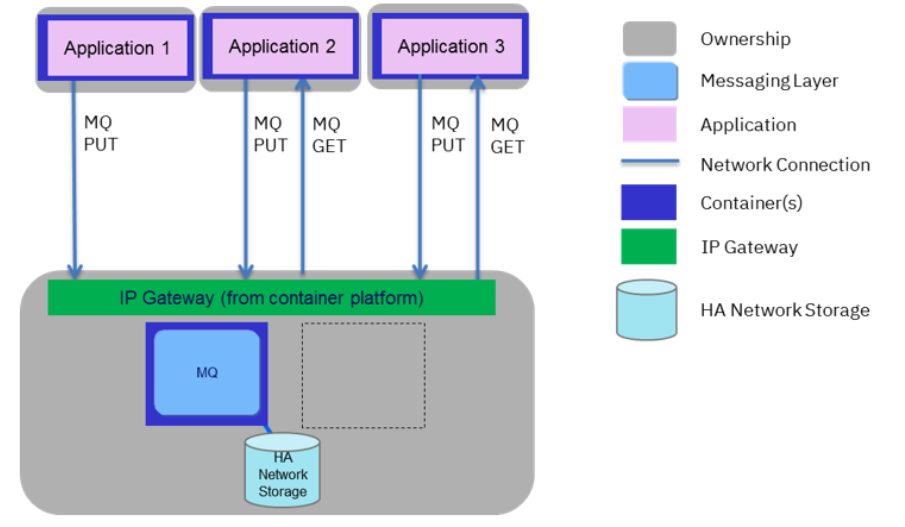 Application 1
Application 2
Application 3
MQ
PUT
MQ
PUT
MQ
GET
MQ
PUT
MQ
GET
IP Gateway (from container platform)
MQ
HA
Network
Storage
Ownership
Messaging Layer
Application
Network Connection
Container(s)
IP Gateway
HA Network Storage